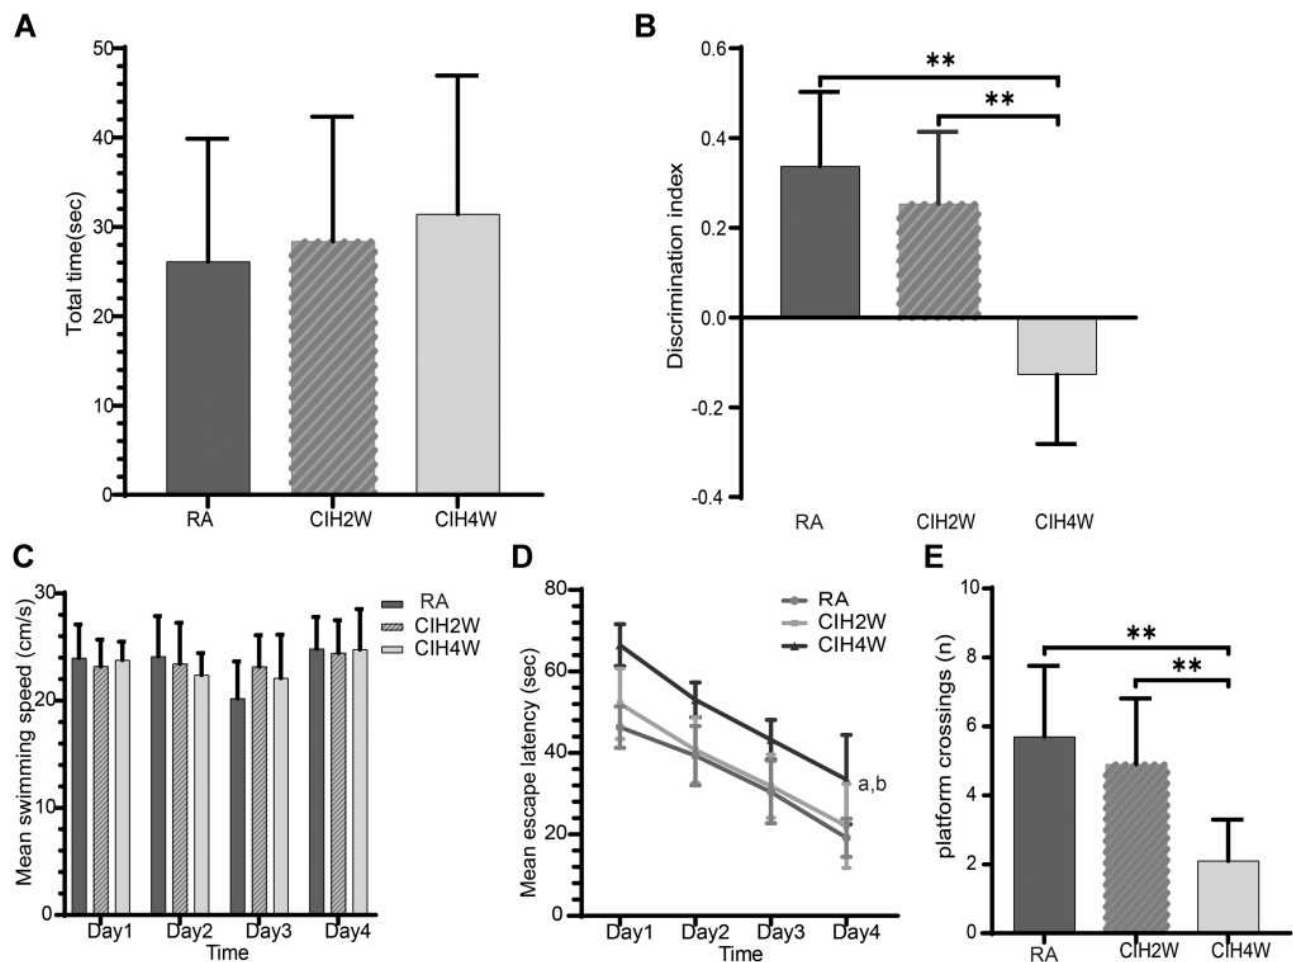 A
Total time(sec)
50
40
30
20
10
0
RA CIH2W CIH4W
B
Discrimination index
0.6
0.4
0.2
0.0
-0.2
-0.4
**
**
RA CIH2W CIH4W
C
Mean swimming speed (cm/s)
30
20
10
0
RA
CIH2W
CIH4W
Day1 Day2 Day3 Day4
Time
D
Mean escape latency (sec)
80
60
40
20
0
RA
CIH2W
CIH4W
a,b
Day1 Day2 Day3 Day4
Time
E
platform crossings (n)
10
8
6
4
2
0
**
**
RA CIH2W CIH4W